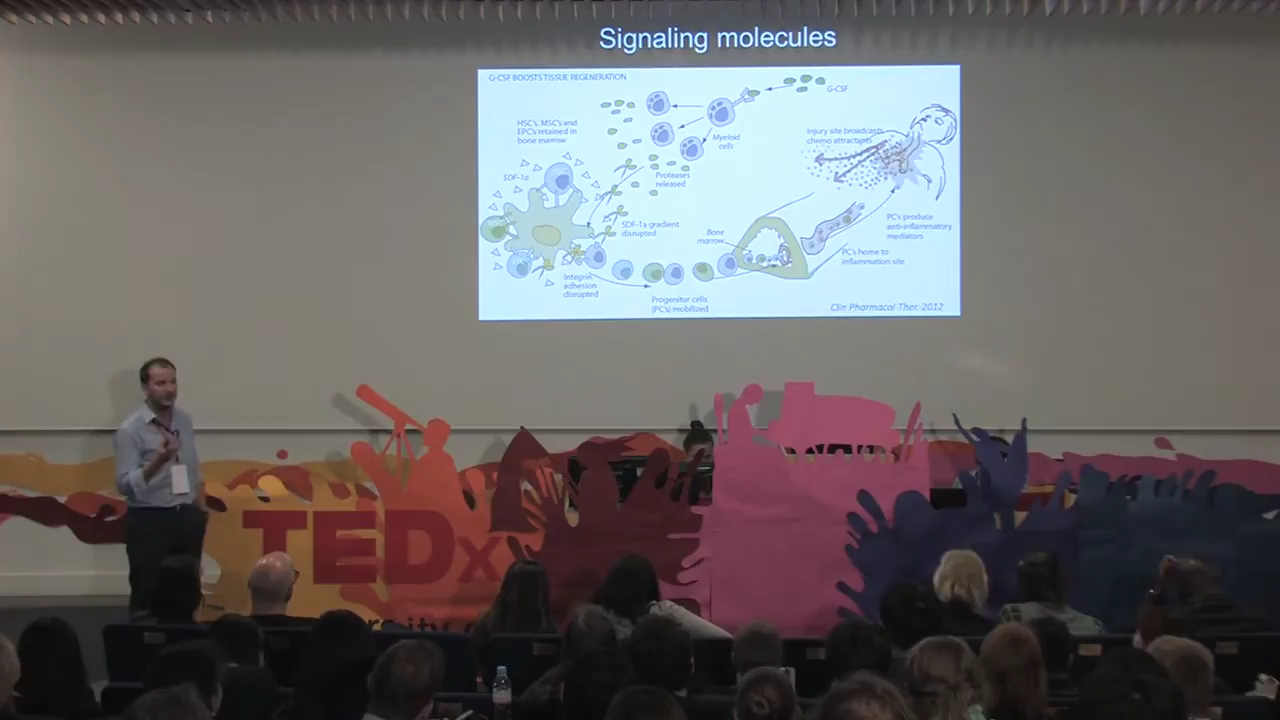 Signaling molecules
G-CSF BOOSTS TISSUE REGENERATION
G-CSF
HSC's, MSC's and
EPC's retained in
bone marrow
Myeloid
cells
Injury site broadcasts
chemo attractants
SDF-1α
Proteases
released
SDF-1a gradient
disrupted
Bone
marrow
PC's produce
anti-inflammatory
mediators
PC's home to
inflammation site
Integrin
adhesion
disrupted
Progenitor cells
(PC's) mobilized
Clin Pharmacol Ther. 2012
TEDx